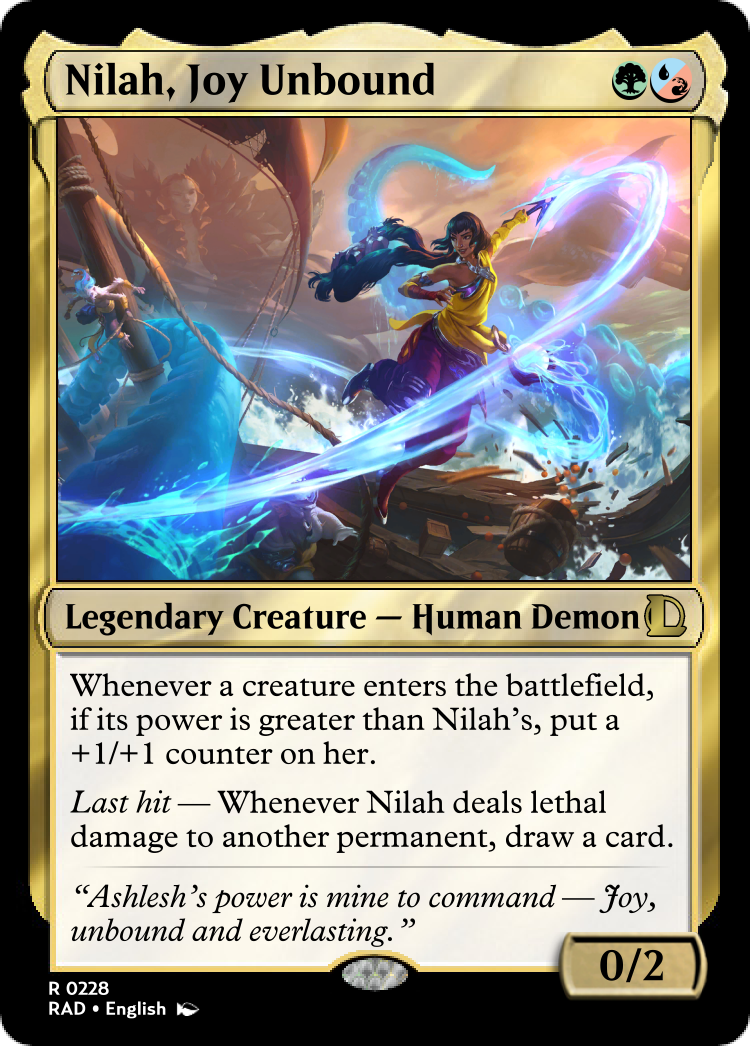 Nilah, Joy Unbound
Legendary Creature — Human Demon
Whenever a creature enters the battlefield,
if its power is greater than Nilah's, put a
+1/+1 counter on her.
Last hit — Whenever Nilah deals lethal
damage to another permanent, draw a card.
“Ashlesh's power is mine to command — Joy,
unbound and everlasting.”
0/2
R 0228
RAD • English